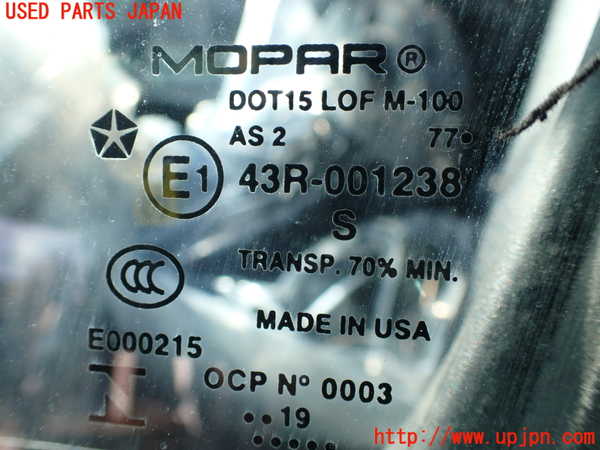 USED PARTS JAPAN
MOPAR®
DOT15 LOF M-100
AS 2 77•
E1 43R-001238
S
CCC
TRANSP. 70% MIN.
MADE IN USA
E000215
OCP Nº 0003
••19
•••••
http://www.upjpn.com/